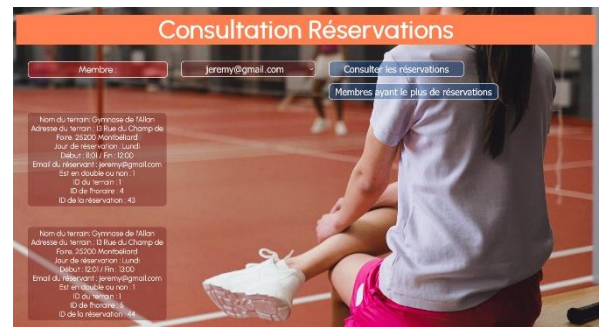 Consultation Réservations
Membre :
jeremy@gmail.com
Consulter les réservations
Membres ayant le plus de réservations
Nom du terrain: Gymnase de l'Allan
Adresse du terrain : 13 Rue du Champ de
Foire, 25200 Montbéliard
Jour de réservation : Lundi
Début : 11:01 / Fin : 12:00
Email du réservant : jeremy@gmail.com
Est en double ou non : 1
ID du terrain : 1
ID de l'horaire : 4
ID de la réservation : 43
Nom du terrain: Gymnase de l'Allan
Adresse du terrain : 13 Rue du Champ de
Foire, 25200 Montbéliard
Jour de réservation : Lundi
Début : 12:01 / Fin : 13:00
Email du réservant : jeremy@gmail.com
Est en double ou non : 1
ID du terrain : 1
ID de l'horaire : 5
ID de la réservation : 44